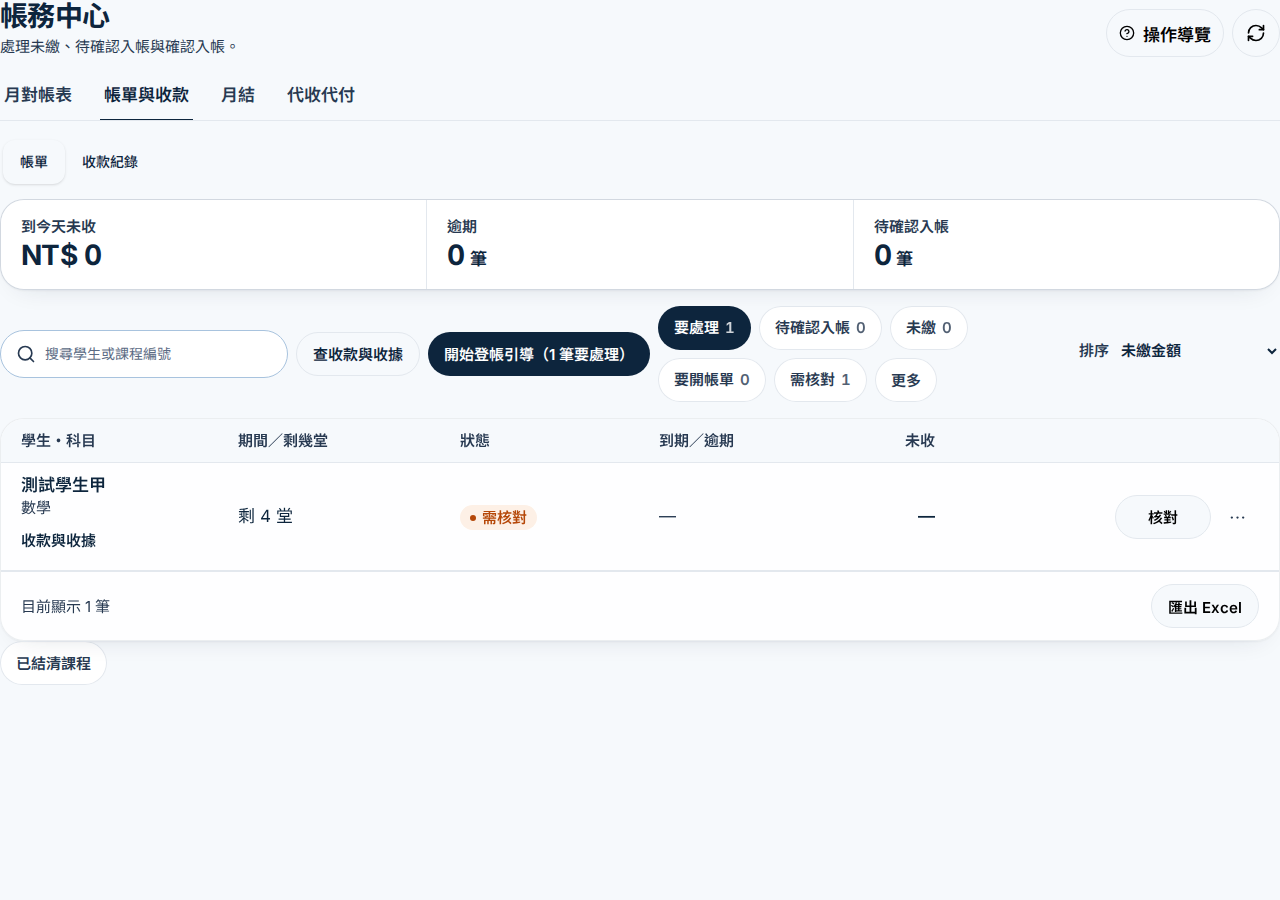 帳務中心
處理未繳、待確認入帳與確認入帳。
操作導覽
月對帳表 帳單與收款 月結 代收代付
帳單 收款紀錄
到今天未收 逾期 待確認入帳
NT$ 0 0 筆 0 筆
搜尋學生或課程編號 查收款與收據 開始登帳引導（1 筆要處理）
要處理 1 待確認入帳 0 未繳 0
要開帳單 0 需核對 1 更多
排序 未繳金額
學生・科目 期間／剩幾堂 狀態 到期／逾期 未收
測試學生甲
數學
收款與收據
剩 4 堂 需核對 — — 核對 ⋯
目前顯示 1 筆 匯出 Excel
已結清課程